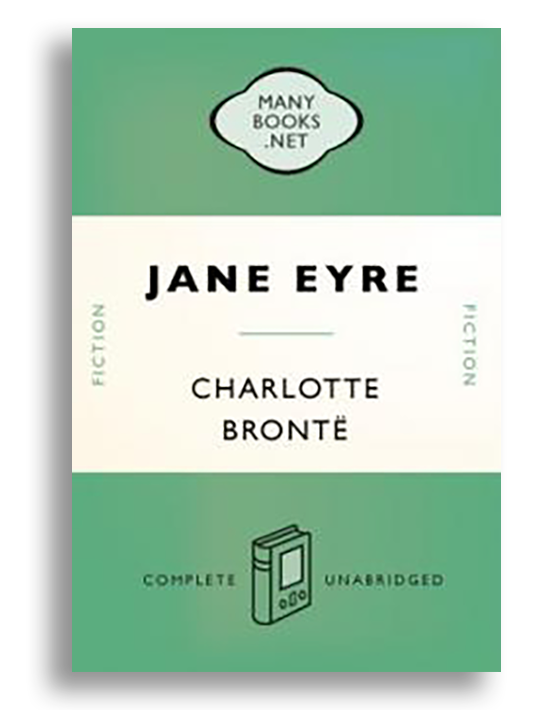 MANY
BOOKS
.NET
JANE EYRE
FICTION
FICTION
CHARLOTTE
BRONTË
COMPLETE
UNABRIDGED